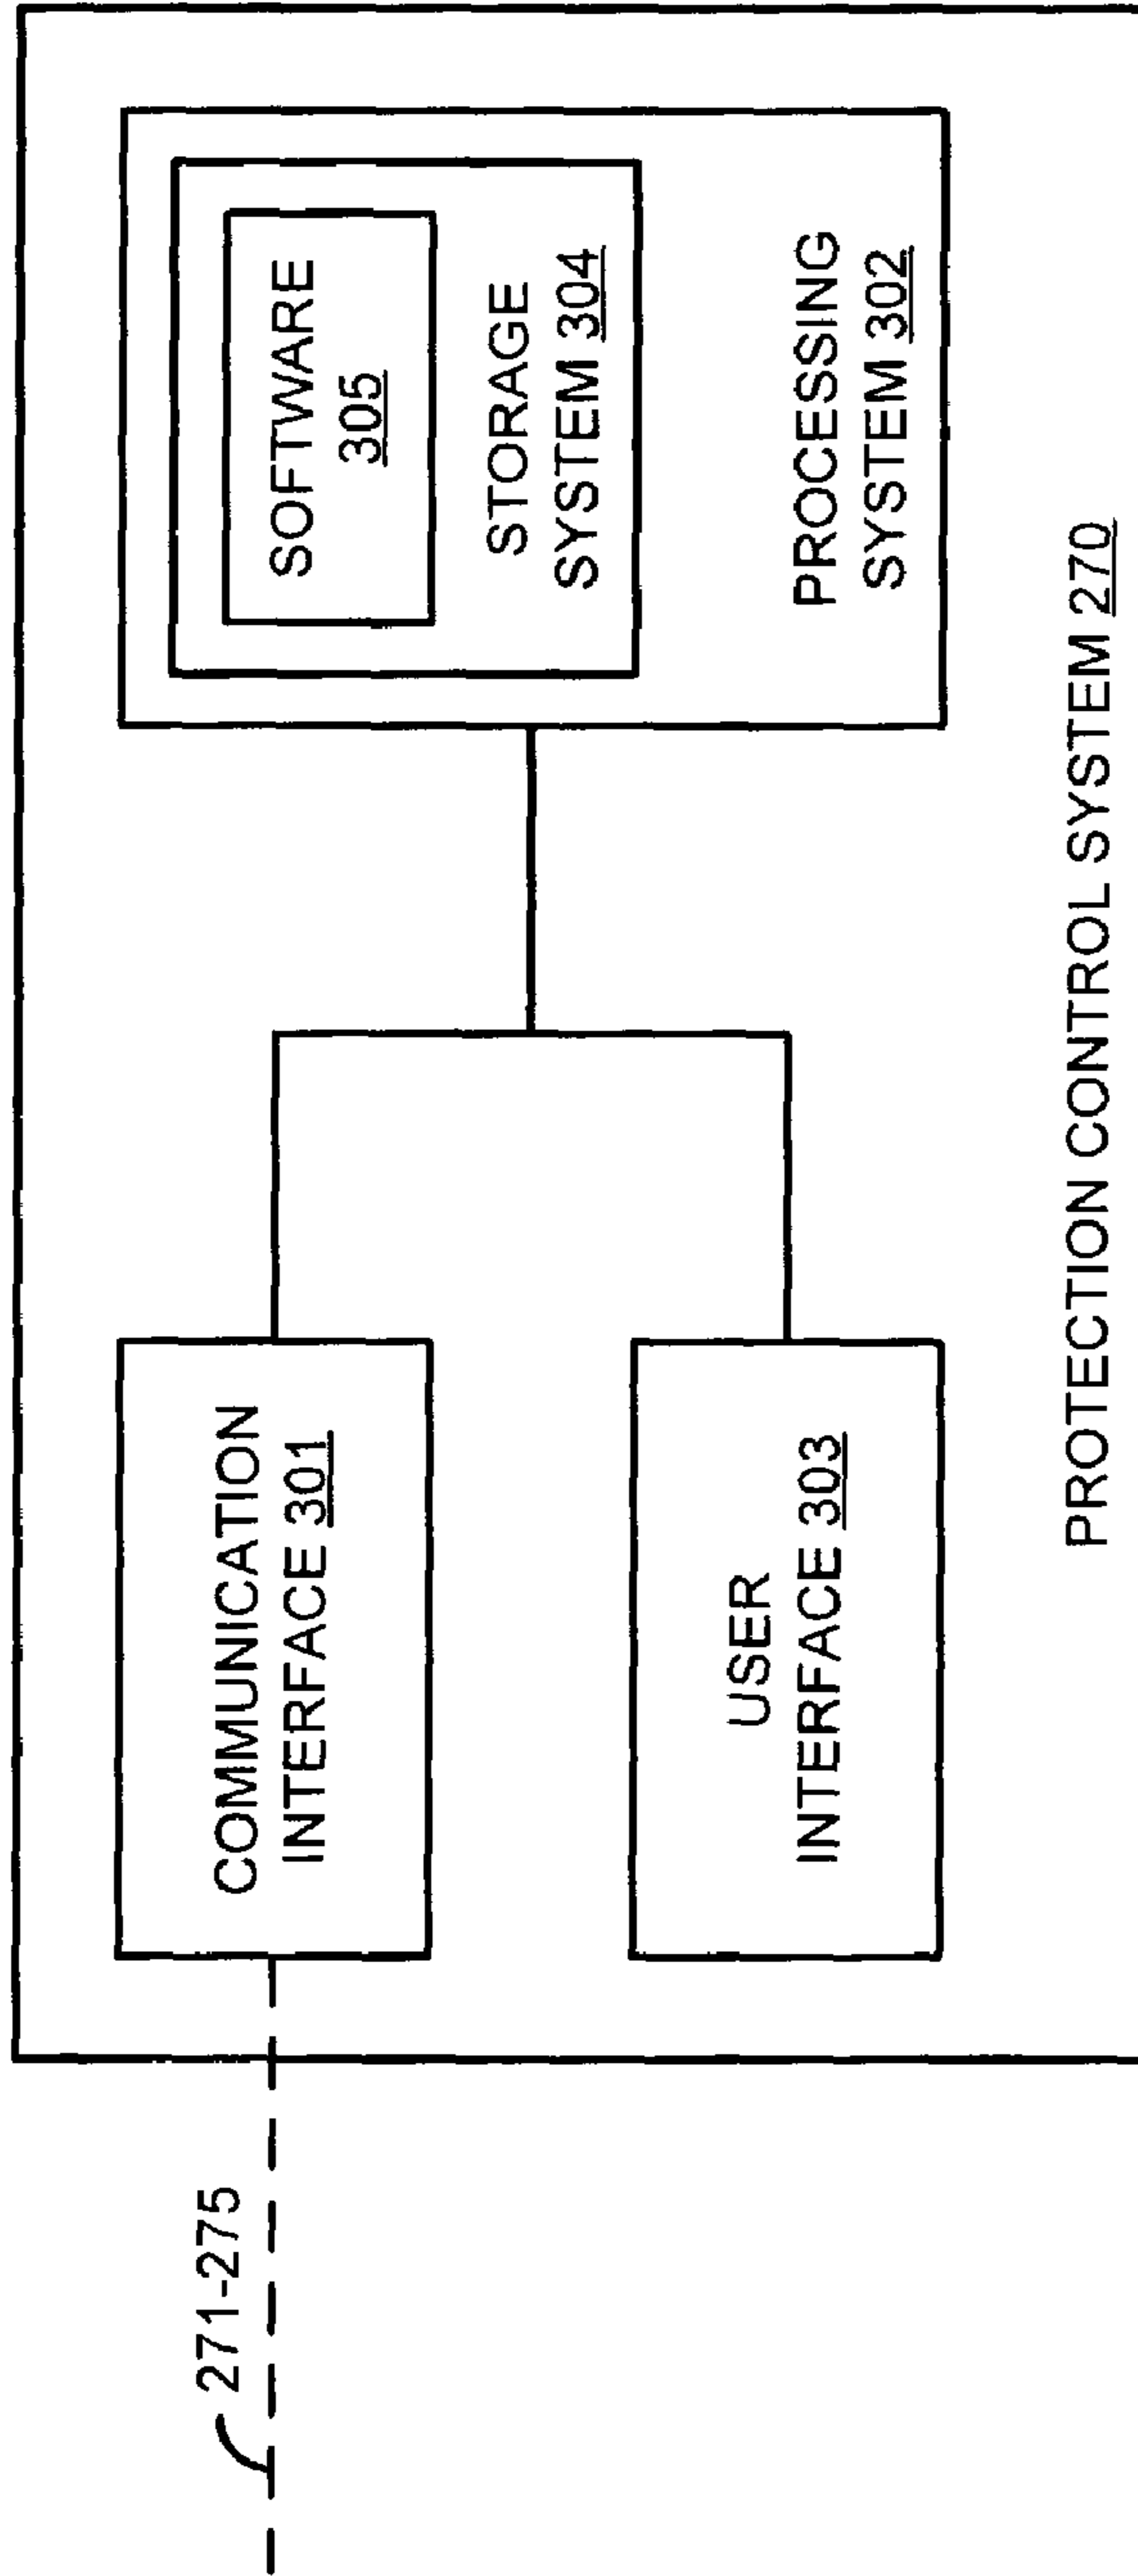 271-275
COMMUNICATION
INTERFACE 301
USER
INTERFACE 303
SOFTWARE
305
STORAGE
SYSTEM 304
PROCESSING
SYSTEM 302
PROTECTION CONTROL SYSTEM 270